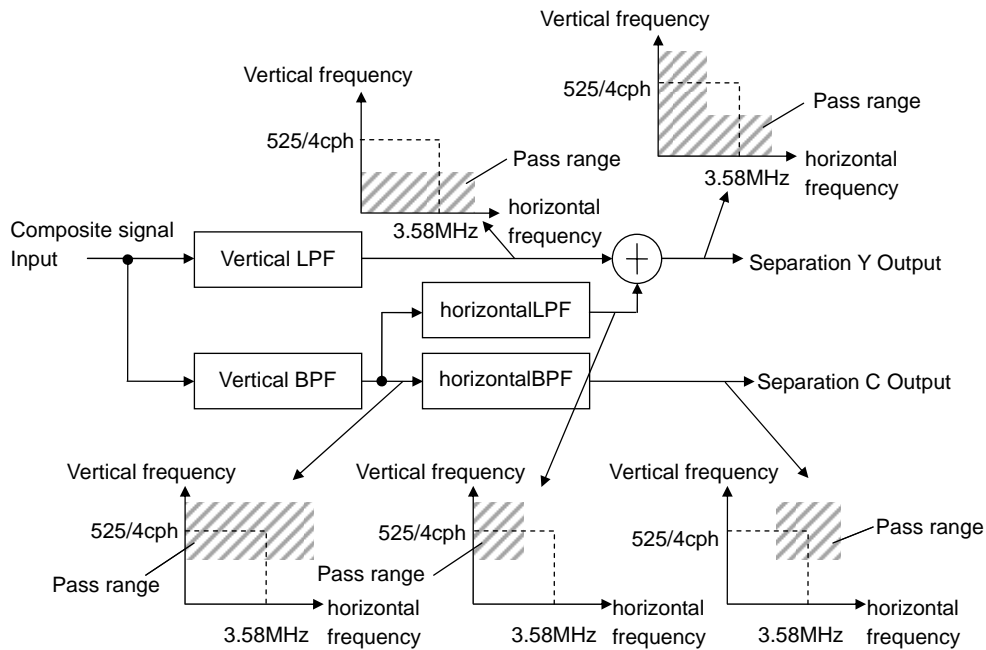 Vertical frequency
525/4cph
Pass range
3.58MHz
horizontal
frequency
Vertical frequency
525/4cph
Pass range
3.58MHz
horizontal
frequency
Composite signal
Input
Vertical LPF
+
Separation Y Output
horizontalLPF
Vertical BPF
horizontalBPF
Separation C Output
Vertical frequency
525/4cph
Pass range
3.58MHz
horizontal
frequency
Vertical frequency
525/4cph
Pass range
3.58MHz
horizontal
frequency
Vertical frequency
525/4cph
Pass range
3.58MHz
horizontal
frequency